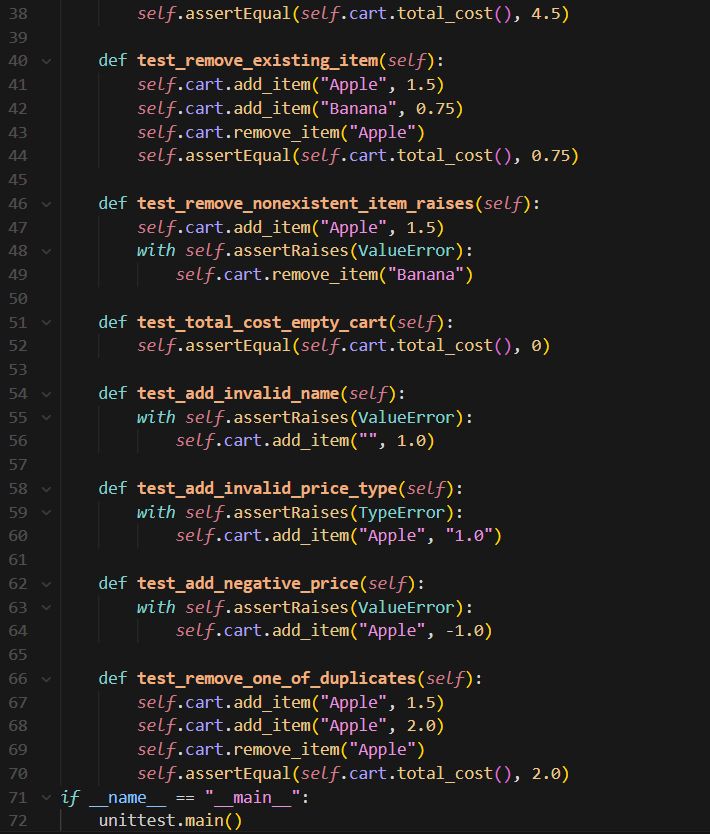 38 self.assertEqual(self.cart.total_cost(), 4.5)
39
40 def test_remove_existing_item(self):
41 self.cart.add_item("Apple", 1.5)
42 self.cart.add_item("Banana", 0.75)
43 self.cart.remove_item("Apple")
44 self.assertEqual(self.cart.total_cost(), 0.75)
45
46 def test_remove_nonexistent_item_raises(self):
47 self.cart.add_item("Apple", 1.5)
48 with self.assertRaises(ValueError):
49 self.cart.remove_item("Banana")
50
51 def test_total_cost_empty_cart(self):
52 self.assertEqual(self.cart.total_cost(), 0)
53
54 def test_add_invalid_name(self):
55 with self.assertRaises(ValueError):
56 self.cart.add_item("", 1.0)
57
58 def test_add_invalid_price_type(self):
59 with self.assertRaises(TypeError):
60 self.cart.add_item("Apple", "1.0")
61
62 def test_add_negative_price(self):
63 with self.assertRaises(ValueError):
64 self.cart.add_item("Apple", -1.0)
65
66 def test_remove_one_of_duplicates(self):
67 self.cart.add_item("Apple", 1.5)
68 self.cart.add_item("Apple", 2.0)
69 self.cart.remove_item("Apple")
70 self.assertEqual(self.cart.total_cost(), 2.0)
71 if __name__ == "__main__":
72 unittest.main()